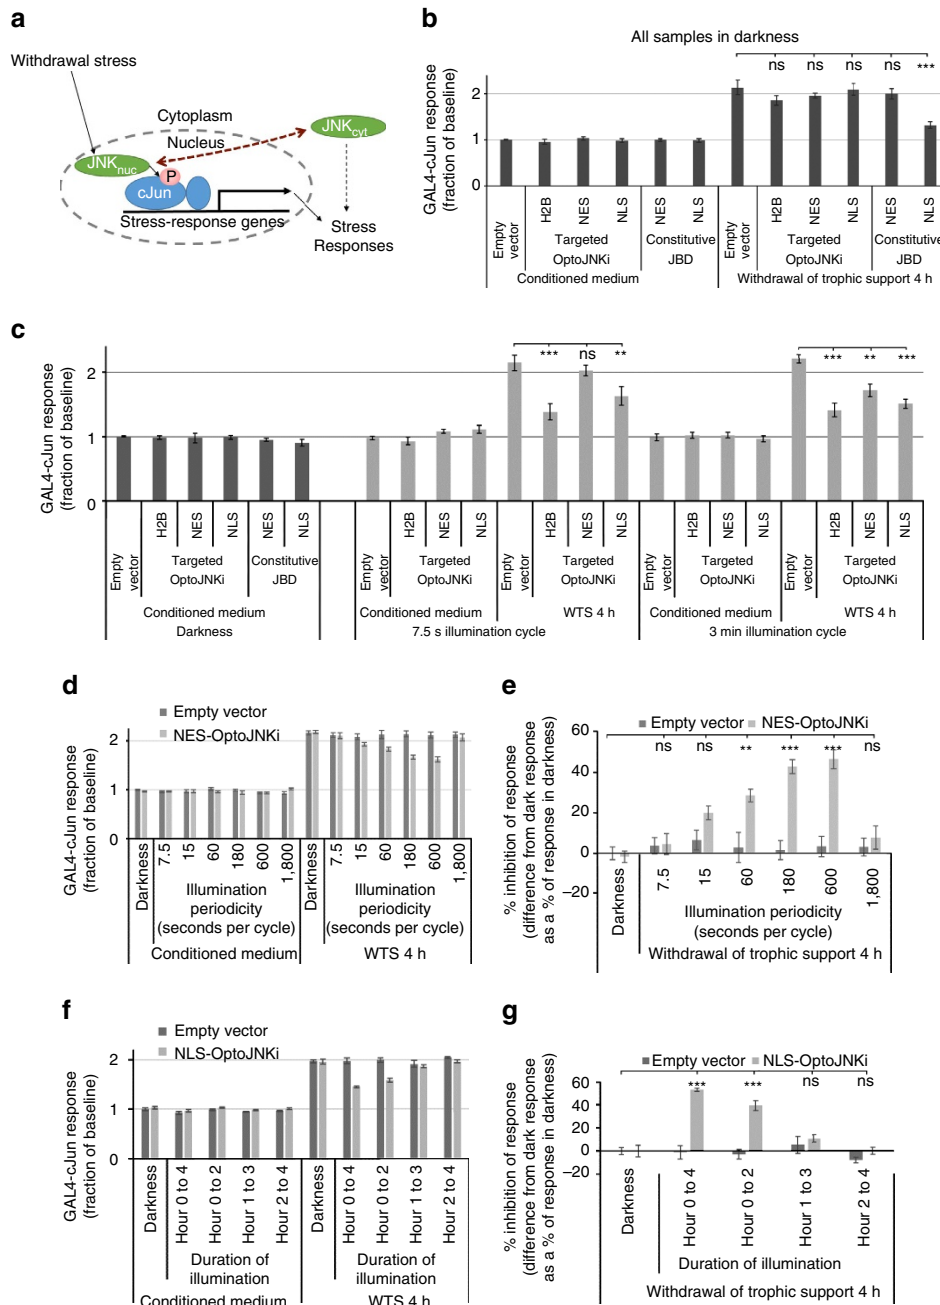 a
Withdrawal stress
Cytoplasm
Nucleus
JNKcyt
JNKnuc
P
cJun
Stress-response genes
Stress
Responses
b
All samples in darkness
ns ns ns ns ***
GAL4-cJun response
(fraction of baseline)
2
1
0
Empty vector H2B NES NLS NES NLS Empty vector H2B NES NLS NES NLS
Targeted Constitutive Targeted Constitutive
OptoJNKi JBD OptoJNKi JBD
Conditioned medium Withdrawal of trophic support 4 h
c
GAL4-cJun response
(fraction of baseline)
*** ns ** *** ** ***
2
1
0
H2B NES NLS NES NLS H2B NES NLS H2B NES NLS H2B NES NLS H2B NES NLS
Empty vector Targeted Constitutive Empty vector Targeted Empty vector Targeted Empty vector Targeted Empty vector Targeted
OptoJNKi JBD OptoJNKi OptoJNKi OptoJNKi OptoJNKi
Conditioned medium Conditioned medium WTS 4 h Conditioned medium WTS 4 h
Darkness 7.5 s illumination cycle 3 min illumination cycle
d
Empty vector
NES-OptoJNKi
GAL4-cJun response
(fraction of baseline)
2
1
0
Darkness 7.5 15 60 180 600 1,800 Darkness 7.5 15 60 180 600 1,800
Illumination Illumination
periodicity periodicity
(seconds per cycle) (seconds per cycle)
Conditioned medium WTS 4 h
e
Empty vector NES-OptoJNKi
ns ns ** *** *** ns
% inhibition of response
(difference from dark response
as a % of response in darkness)
60
40
20
0
−20
Darkness 7.5 15 60 180 600 1,800
Illumination periodicity
(seconds per cycle)
Withdrawal of trophic support 4 h
f
Empty vector
NLS-OptoJNKi
GAL4-cJun response
(fraction of baseline)
2
1
0
Darkness Hour 0 to 4 Hour 0 to 2 Hour 1 to 3 Hour 2 to 4 Darkness Hour 0 to 4 Hour 0 to 2 Hour 1 to 3 Hour 2 to 4
Duration of Duration of
illumination illumination
Conditioned medium WTS 4 h
g
Empty vector NLS-OptoJNKi
*** *** ns ns
% inhibition of response
(difference from dark response
as a % of response in darkness)
60
40
20
0
−20
Darkness Hour 0 to 4 Hour 0 to 2 Hour 1 to 3 Hour 2 to 4
Duration of illumination
Withdrawal of trophic support 4 h